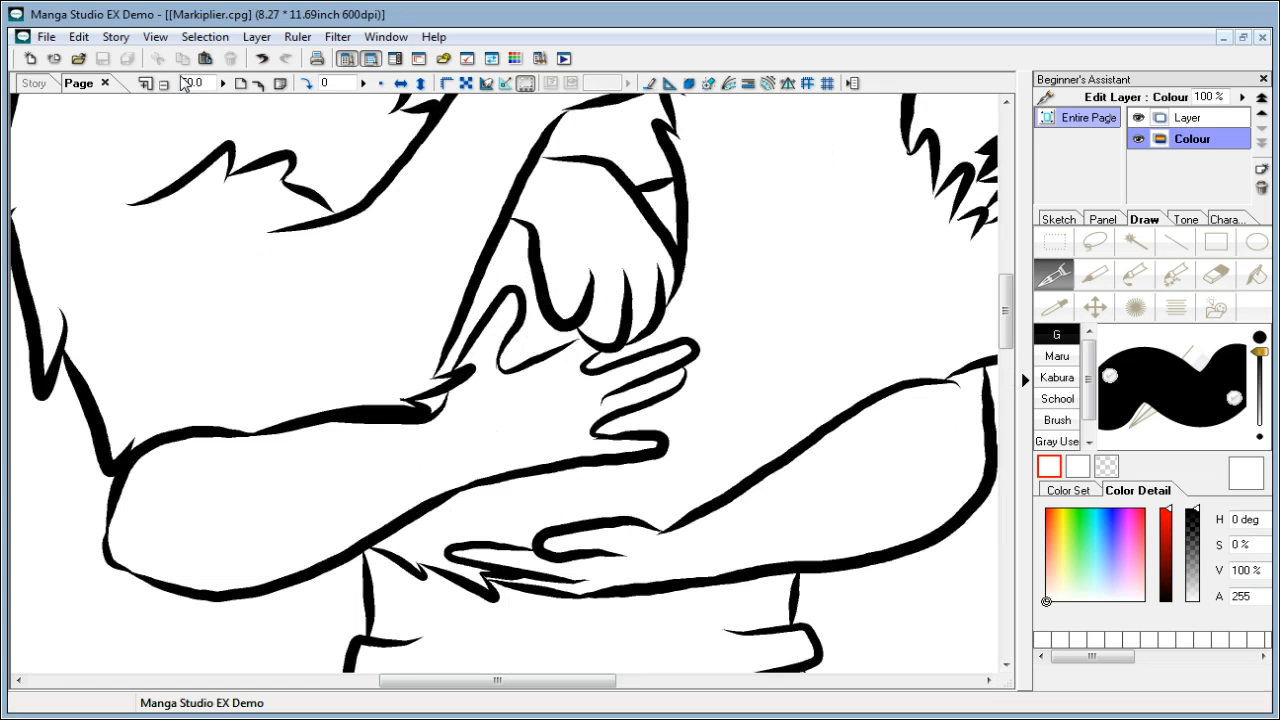 Manga Studio EX Demo - [[Markiplier.cpg] (8.27 * 11.69inch 600dpi)]
File Edit Story View Selection Layer Ruler Filter Window Help
Story Page 0.0 0
Beginner's Assistant
Edit Layer : Colour 100 %
Entire Page
Layer
Colour
Sketch Panel Draw Tone Chara...
G
Maru
Kabura
School
Brush
Gray Use
Color Set Color Detail
H 0 deg
S 0 %
V 100 %
A 255
Manga Studio EX Demo